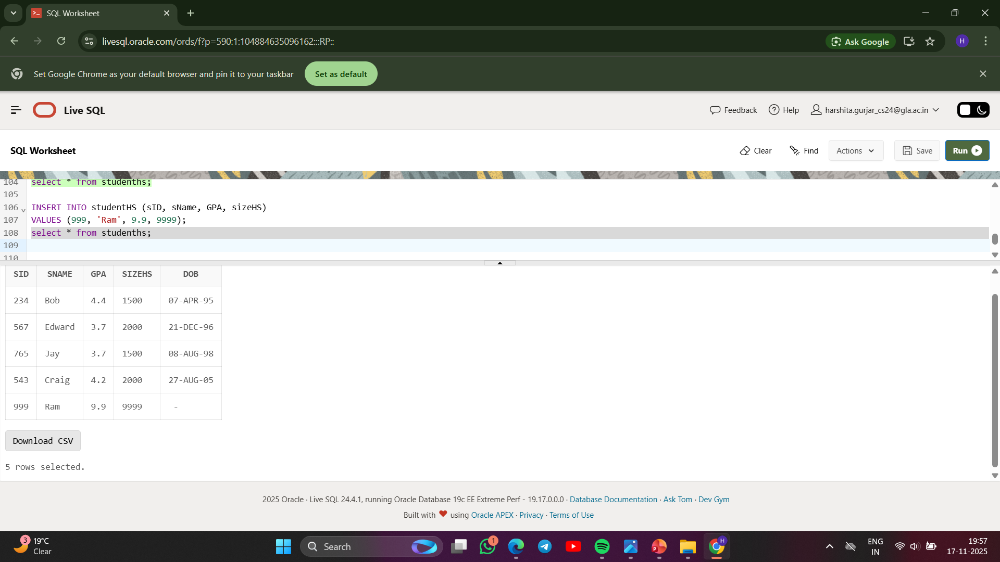 SQL Worksheet
livesql.oracle.com/ords/f?p=590:1:104884635096162:::RP::
Ask Google
H
Set Google Chrome as your default browser and pin it to your taskbar
Set as default
Live SQL
Feedback
Help
harshita.gurjar_cs24@gla.ac.in
SQL Worksheet
Clear
Find
Actions
Save
Run
104 select * from studenths;
105
106 INSERT INTO studentHS (sID, sName, GPA, sizeHS)
107 VALUES (999, 'Ram', 9.9, 9999);
108 select * from studenths;
109
110
SID SNAME GPA SIZEHS DOB
234 Bob 4.4 1500 07-APR-95
567 Edward 3.7 2000 21-DEC-96
765 Jay 3.7 1500 08-AUG-98
543 Craig 4.2 2000 27-AUG-05
999 Ram 9.9 9999 -
Download CSV
5 rows selected.
2025 Oracle · Live SQL 24.4.1, running Oracle Database 19c EE Extreme Perf - 19.17.0.0.0 · Database Documentation · Ask Tom · Dev Gym
Built with ❤ using Oracle APEX · Privacy · Terms of Use
3
19°C
Clear
Search
1
P
H
ENG
IN
19:57
17-11-2025